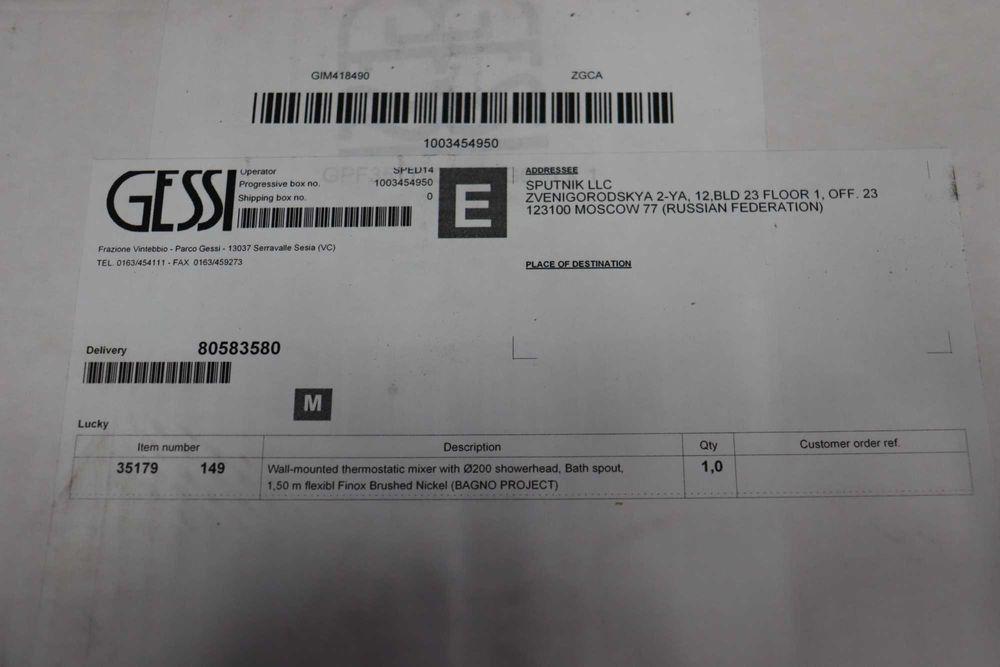 GIM418490 ZGCA
1003454950
GESSI
Operator SPED14
Progressive box no. 1003454950
Shipping box no. 0
E
ADDRESSEE
SPUTNIK LLC
ZVENIGORODSKYA 2-YA, 12,BLD 23 FLOOR 1, OFF. 23
123100 MOSCOW 77 (RUSSIAN FEDERATION)
Frazione Vintebbio - Parco Gessi - 13037 Serravalle Sesia (VC)
TEL. 0163/454111 - FAX 0163/459273
PLACE OF DESTINATION
Delivery 80583580
M
Lucky
Item number Description Qty Customer order ref.
35179 149 Wall-mounted thermostatic mixer with Ø200 showerhead, Bath spout, 1,0
1,50 m flexibl Finox Brushed Nickel (BAGNO PROJECT)